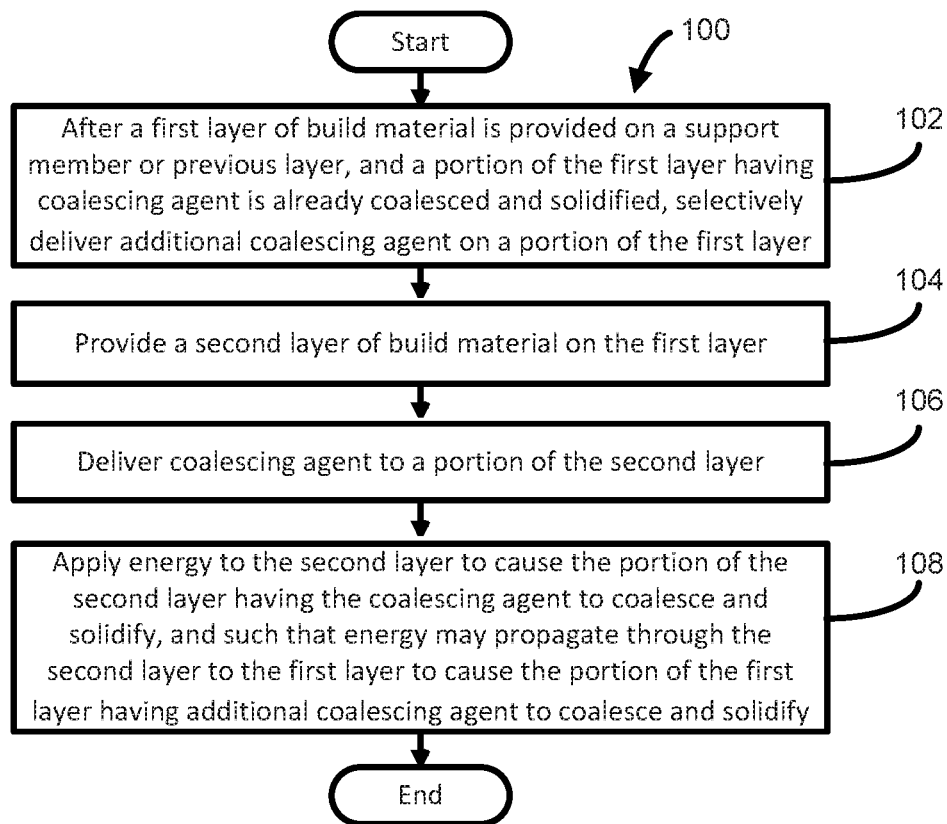 Start
100
After a first layer of build material is provided on a support
member or previous layer, and a portion of the first layer having
coalescing agent is already coalesced and solidified, selectively
deliver additional coalescing agent on a portion of the first layer
102
Provide a second layer of build material on the first layer
104
Deliver coalescing agent to a portion of the second layer
106
Apply energy to the second layer to cause the portion of the
second layer having the coalescing agent to coalesce and
solidify, and such that energy may propagate through the
second layer to the first layer to cause the portion of the first
layer having additional coalescing agent to coalesce and solidify
108
End